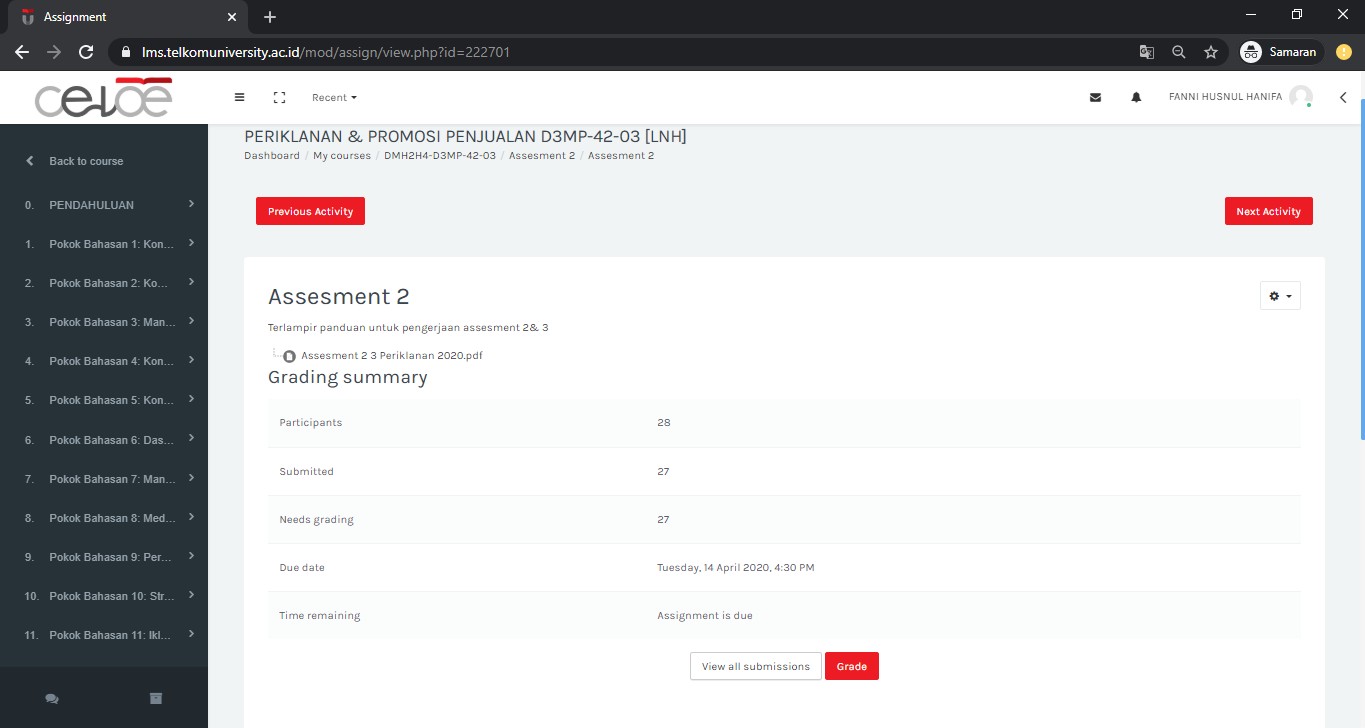 Assignment
lms.telkomuniversity.ac.id/mod/assign/view.php?id=222701
Samaran
celoe
Recent
FANNI HUSNUL HANIFA
Back to course
0. PENDAHULUAN
1. Pokok Bahasan 1: Kon...
2. Pokok Bahasan 2: Ko...
3. Pokok Bahasan 3: Man...
4. Pokok Bahasan 4: Kon...
5. Pokok Bahasan 5: Kon...
6. Pokok Bahasan 6: Das...
7. Pokok Bahasan 7: Man...
8. Pokok Bahasan 8: Med...
9. Pokok Bahasan 9: Per...
10. Pokok Bahasan 10: Str...
11. Pokok Bahasan 11: Ikl...
PERIKLANAN & PROMOSI PENJUALAN D3MP-42-03 [LNH]
Dashboard / My courses / DMH2H4-D3MP-42-03 / Assesment 2 / Assesment 2
Previous Activity
Next Activity
Assesment 2
Terlampir panduan untuk pengerjaan assesment 2& 3
Assesment 2 3 Periklanan 2020.pdf
Grading summary
Participants 28
Submitted 27
Needs grading 27
Due date Tuesday, 14 April 2020, 4:30 PM
Time remaining Assignment is due
View all submissions
Grade